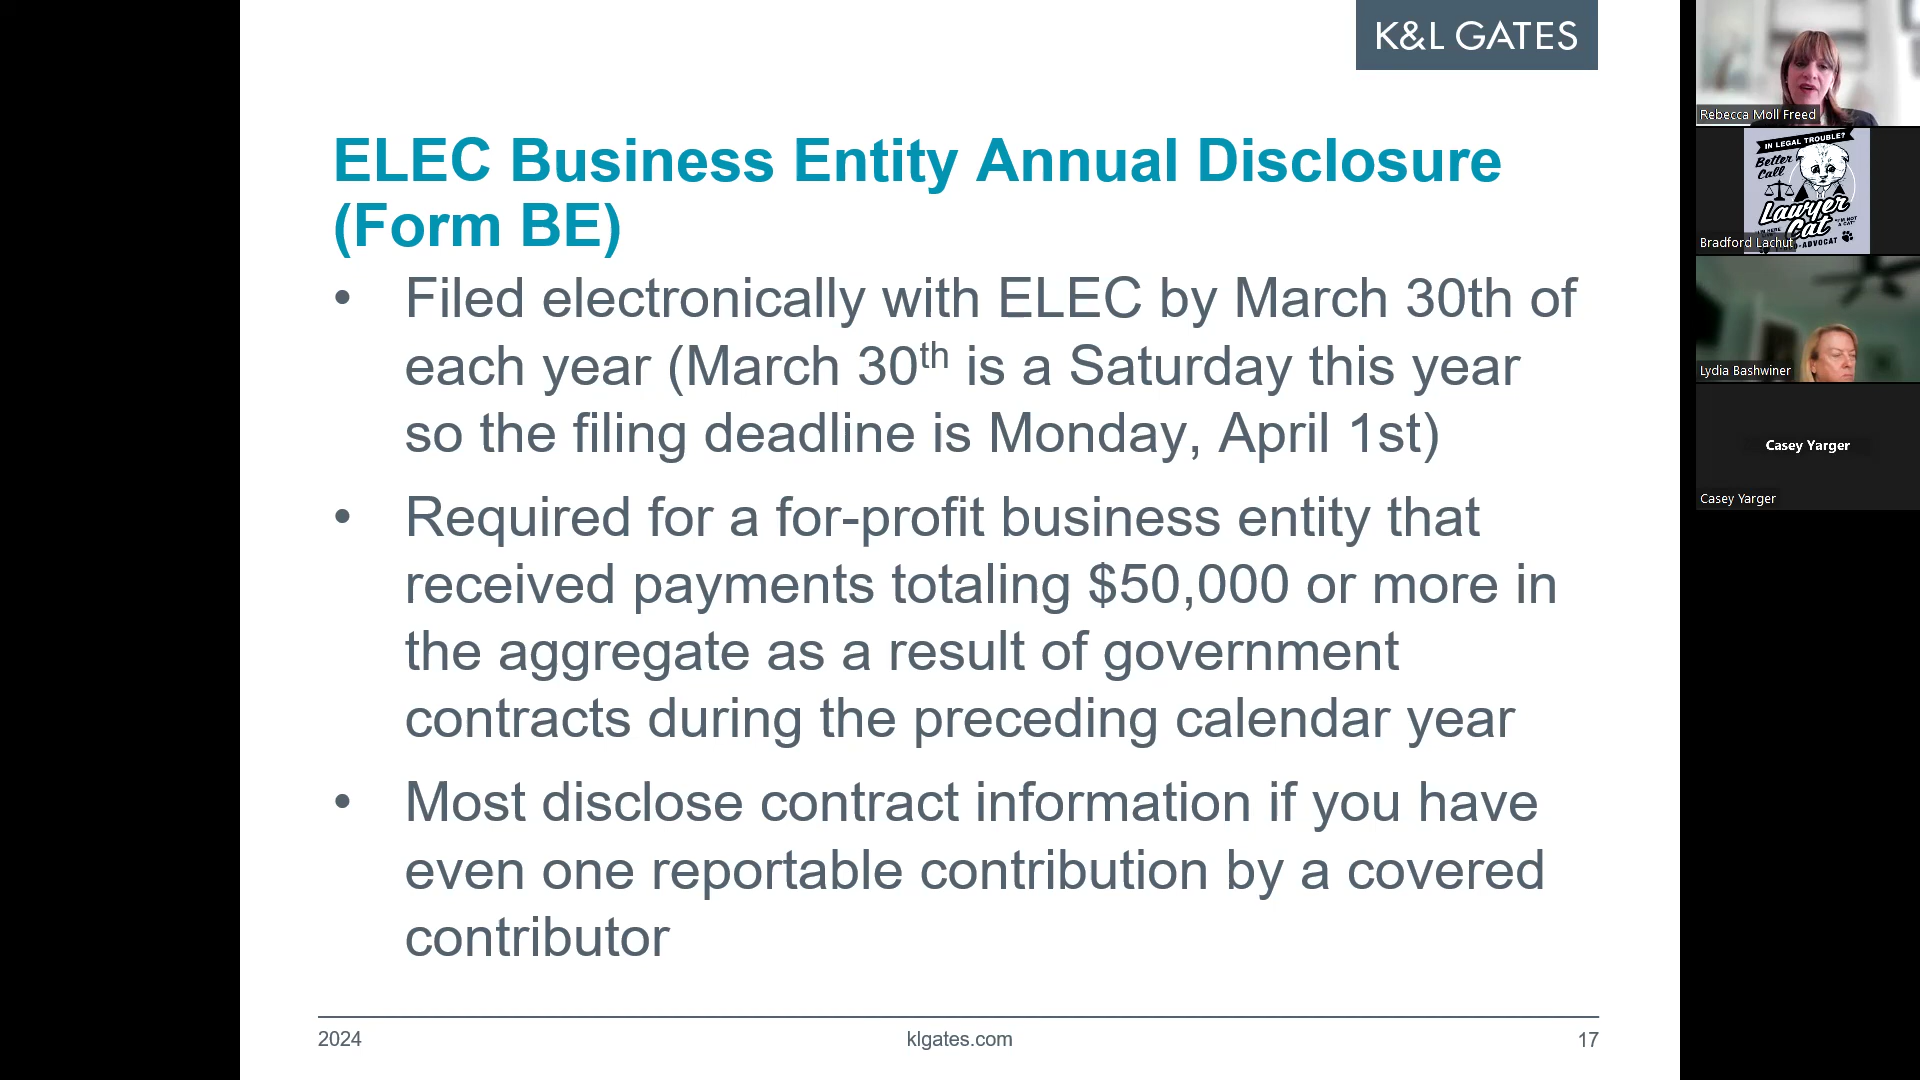 K&L GATES
ELEC Business Entity Annual Disclosure
(Form BE)
• Filed electronically with ELEC by March 30th of
each year (March 30th is a Saturday this year
so the filing deadline is Monday, April 1st)
• Required for a for-profit business entity that
received payments totaling $50,000 or more in
the aggregate as a result of government
contracts during the preceding calendar year
• Most disclose contract information if you have
even one reportable contribution by a covered
contributor
2024
klgates.com
17
Rebecca Moll Freed
IN LEGAL TROUBLE?
Better
Call
Lawyer
Cat
Bradford Lachut
Lydia Bashwiner
Casey Yarger
Casey Yarger